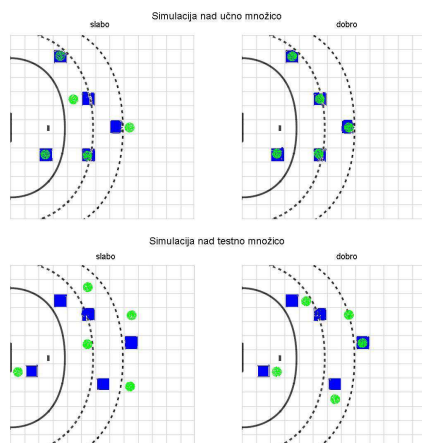 Simulacija nad učno množico
slabo
dobro
Simulacija nad testno množico
slabo
dobro